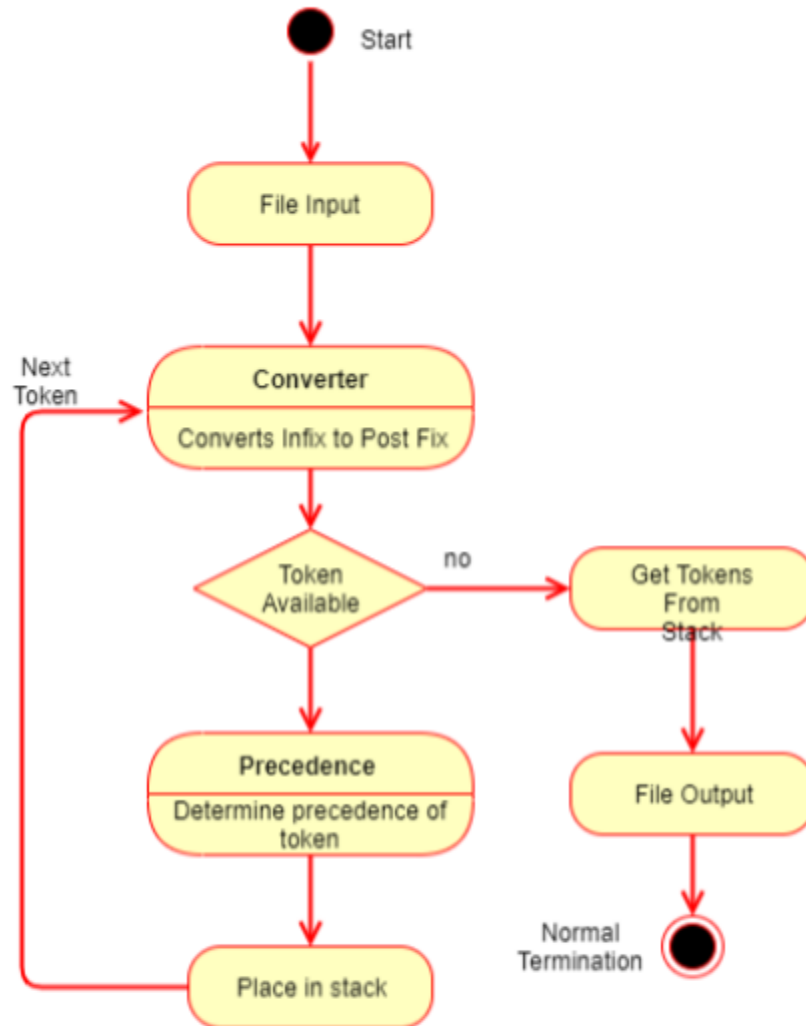 Start
File Input
Next
Token
Converter
Converts Infix to Post Fix
Token
Available
no
Get Tokens
From
Stack
Precedence
Determine precedence of
token
File Output
Place in stack
Normal
Termination